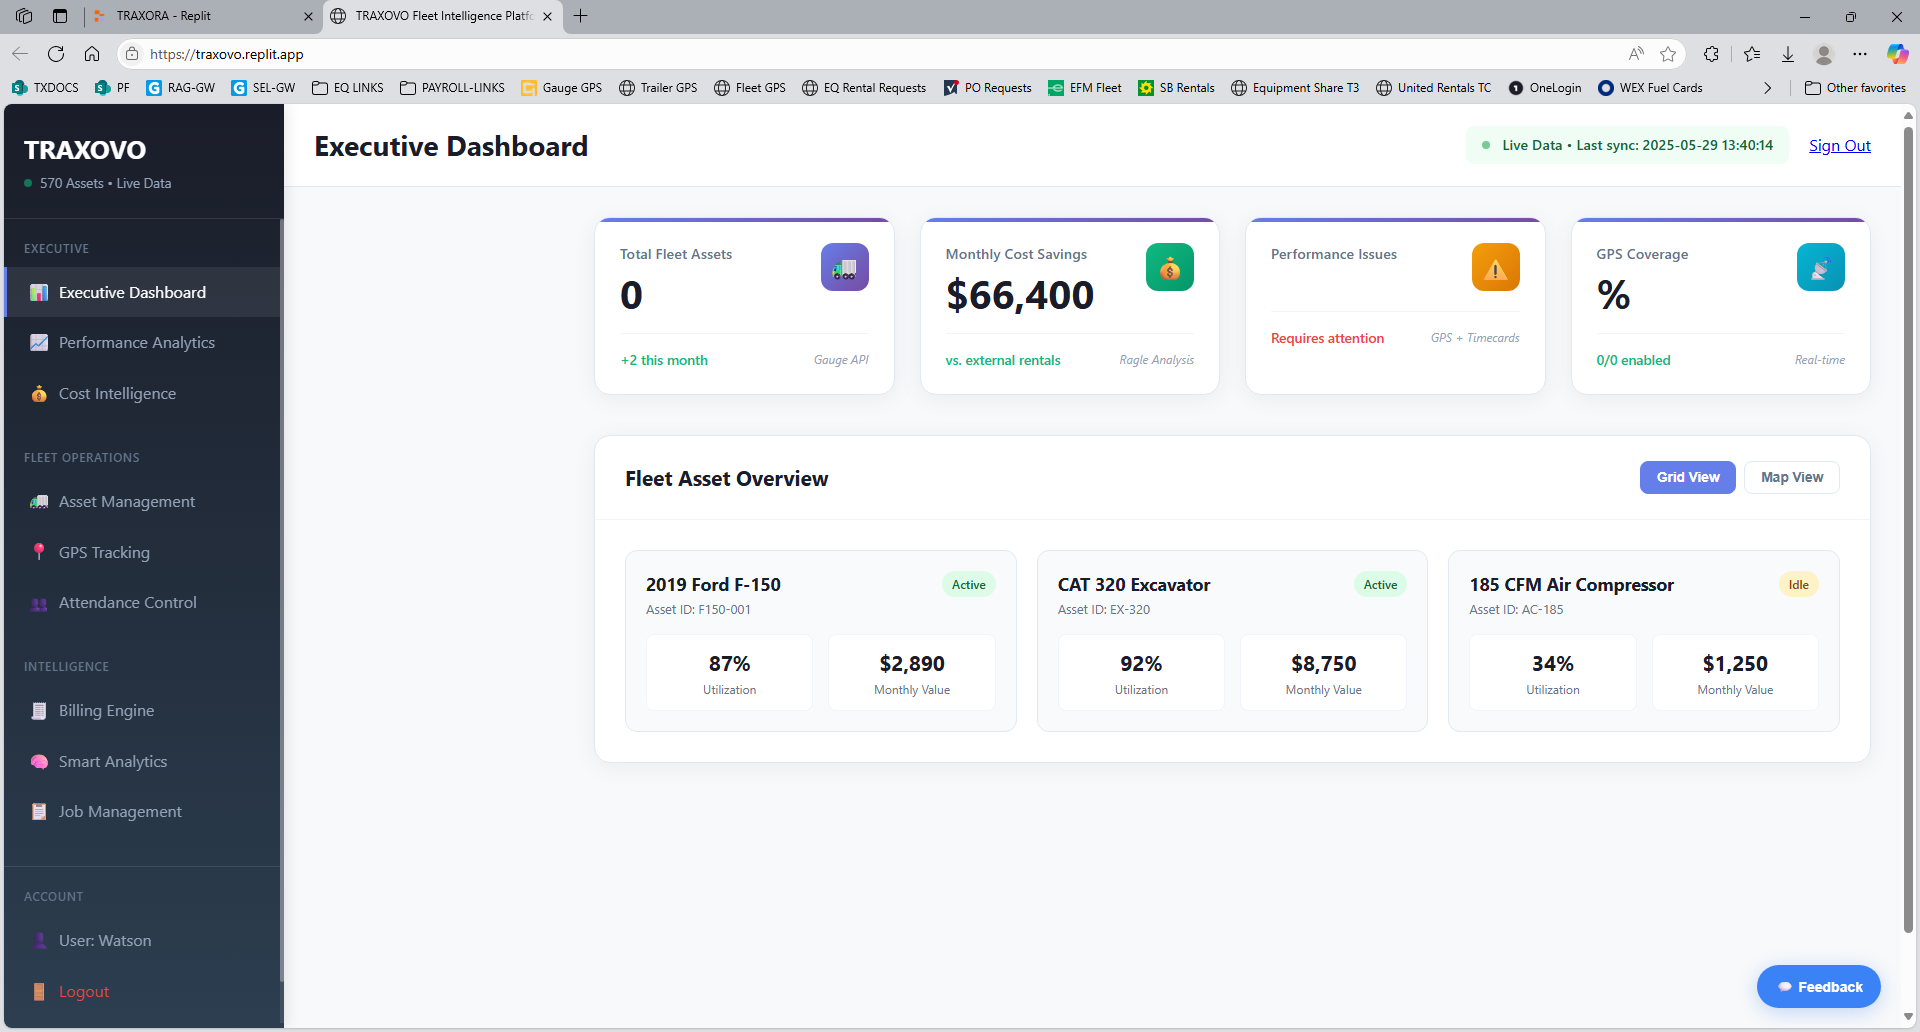 TRAXORA - Replit
TRAXOVO Fleet Intelligence Platfo
https://traxovo.replit.app
TXDOCS
PF
RAG-GW
SEL-GW
EQ LINKS
PAYROLL-LINKS
Gauge GPS
Trailer GPS
Fleet GPS
EQ Rental Requests
PO Requests
EFM Fleet
SB Rentals
Equipment Share T3
United Rentals TC
OneLogin
WEX Fuel Cards
Other favorites
TRAXOVO
570 Assets • Live Data
EXECUTIVE
Executive Dashboard
Performance Analytics
Cost Intelligence
FLEET OPERATIONS
Asset Management
GPS Tracking
Attendance Control
INTELLIGENCE
Billing Engine
Smart Analytics
Job Management
ACCOUNT
User: Watson
Logout
Executive Dashboard
Live Data • Last sync: 2025-05-29 13:40:14
Sign Out
Total Fleet Assets
0
+2 this month
Gauge API
Monthly Cost Savings
$66,400
vs. external rentals
Ragle Analysis
Performance Issues
Requires attention
GPS + Timecards
GPS Coverage
%
0/0 enabled
Real-time
Fleet Asset Overview
Grid View
Map View
2019 Ford F-150
Active
Asset ID: F150-001
87%
Utilization
$2,890
Monthly Value
CAT 320 Excavator
Active
Asset ID: EX-320
92%
Utilization
$8,750
Monthly Value
185 CFM Air Compressor
Idle
Asset ID: AC-185
34%
Utilization
$1,250
Monthly Value
Feedback